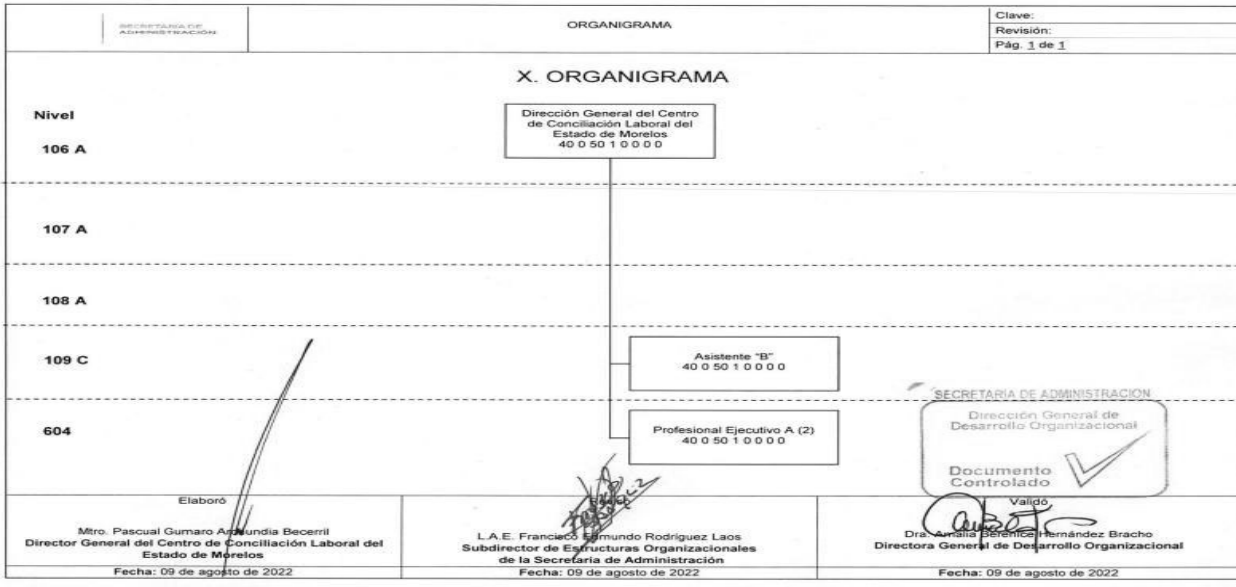 SECRETARÍA DE
ADMINISTRACIÓN
ORGANIGRAMA
Clave:
Revisión:
Pág. 1 de 1
X. ORGANIGRAMA
Nivel
106 A
Dirección General del Centro
de Conciliación Laboral del
Estado de Morelos
40 0 50 1 0 0 0 0
107 A
108 A
109 C
Asistente "B"
40 0 50 1 0 0 0 0
604
Profesional Ejecutivo A (2)
40 0 50 1 0 0 0 0
SECRETARÍA DE ADMINISTRACIÓN
Dirección General de
Desarrollo Organizacional
Documento
Controlado
Elaboró
Mtro. Pascual Gumaro Becerril
Director General del Centro de Conciliación Laboral del
Estado de Morelos
Fecha: 09 de agosto de 2022
L.A.E. Francisco Edmundo Rodríguez Laos
Subdirector de Estructuras Organizacionales
de la Secretaría de Administración
Fecha: 09 de agosto de 2022
Validó
Dra. Amalia Berenice Hernández Bracho
Directora General de Desarrollo Organizacional
Fecha: 09 de agosto de 2022